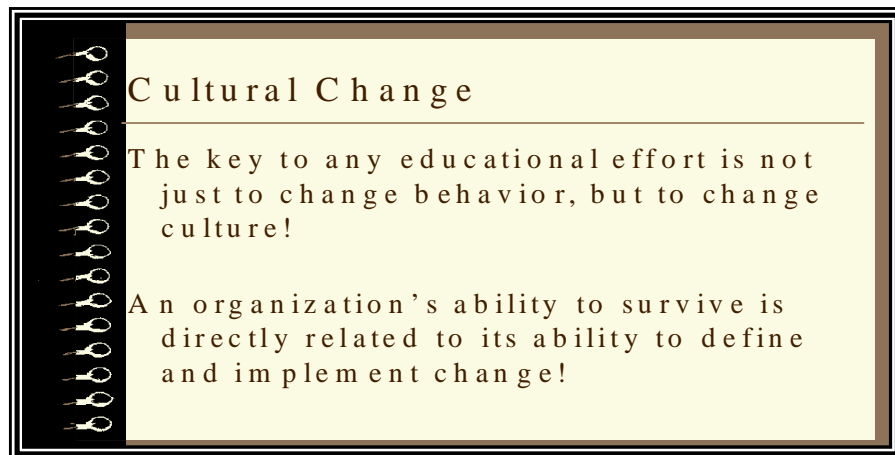 Cultural Change
The key to any educational effort is not
just to change behavior, but to change
culture!
An organization’s ability to survive is
directly related to its ability to define
and implement change!